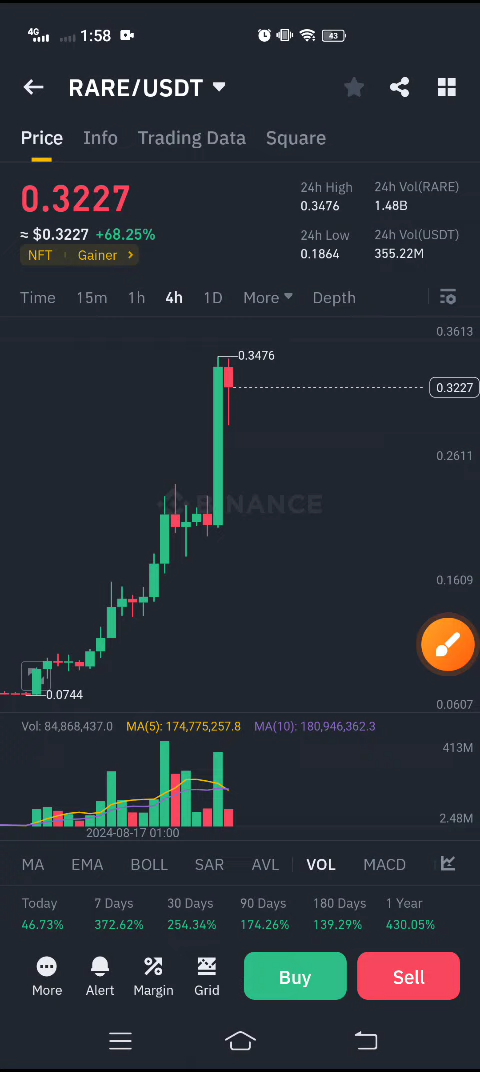 4G 1:58 43
RARE/USDT
Price Info Trading Data Square
0.3227
≈ $0.3227 +68.25%
NFT Gainer
24h High 24h Vol(RARE)
0.3476 1.48B
24h Low 24h Vol(USDT)
0.1864 355.22M
Time 15m 1h 4h 1D More Depth
0.3613
0.3476
0.3227
0.2611
BINANCE
0.1609
0.0744
0.0607
Vol: 84,868,437.0 MA(5): 174,775,257.8 MA(10): 180,946,362.3
413M
2.48M
2024-08-17 01:00
MA EMA BOLL SAR AVL VOL MACD
Today 7 Days 30 Days 90 Days 180 Days 1 Year
46.73% 372.62% 254.34% 174.26% 139.29% 430.05%
More Alert Margin Grid Buy Sell